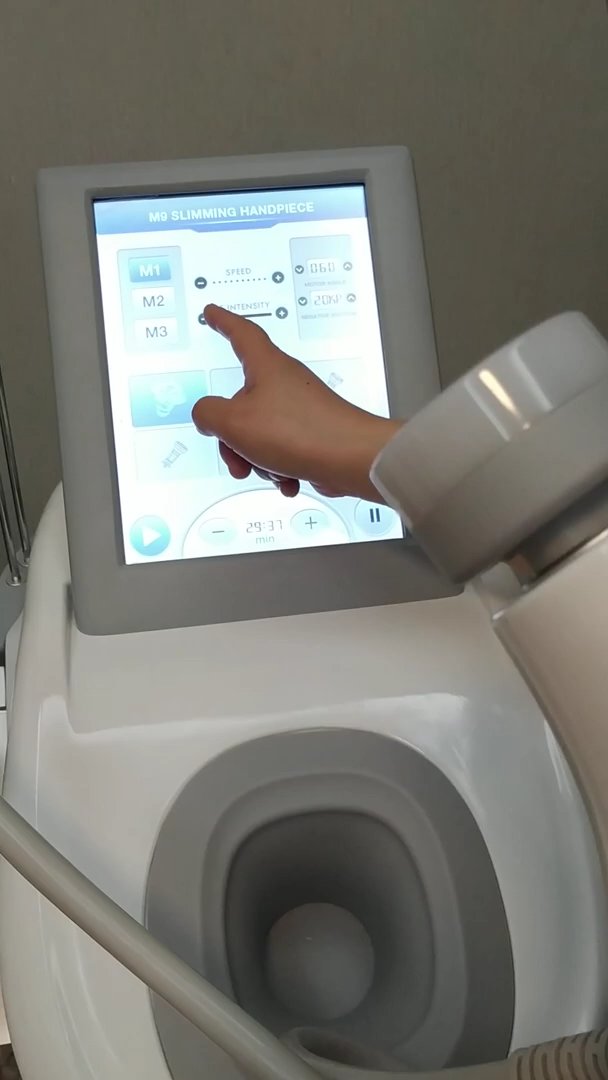 M9 SLIMMING HANDPIECE
M1
M2
M3
SPEED
INTENSITY
060
20KP
29:37
min